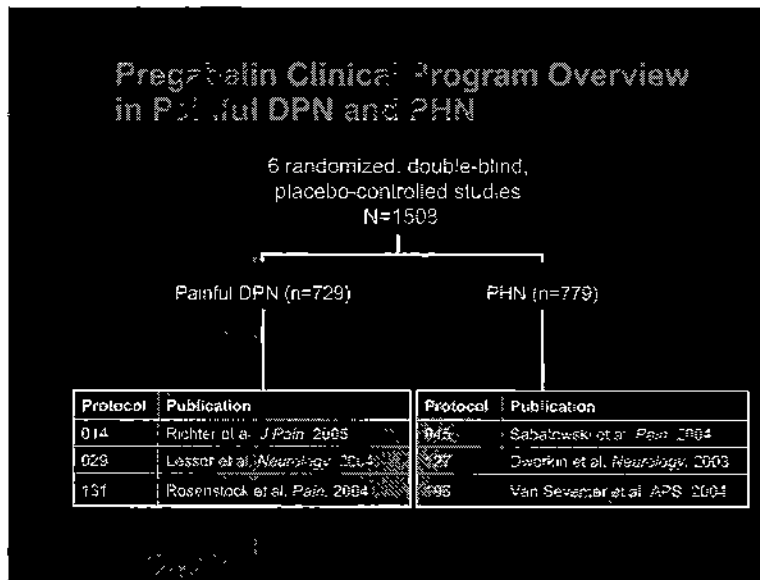 Pregabalin Clinical Program Overview
in Painful DPN and PHN
6 randomized, double-blind,
placebo-controlled studies
N=1508
Painful DPN (n=729)
PHN (n=779)
Protocol Publication
014 Richter et al. J Pain. 2005
029 Lesser et al. Neurology. 2004
131 Rosenstock et al. Pain. 2004
Protocol Publication
045 Sabatowski et al. Pain. 2004
127 Dworkin et al. Neurology. 2003
196 Van Seventer et al. APS. 2004